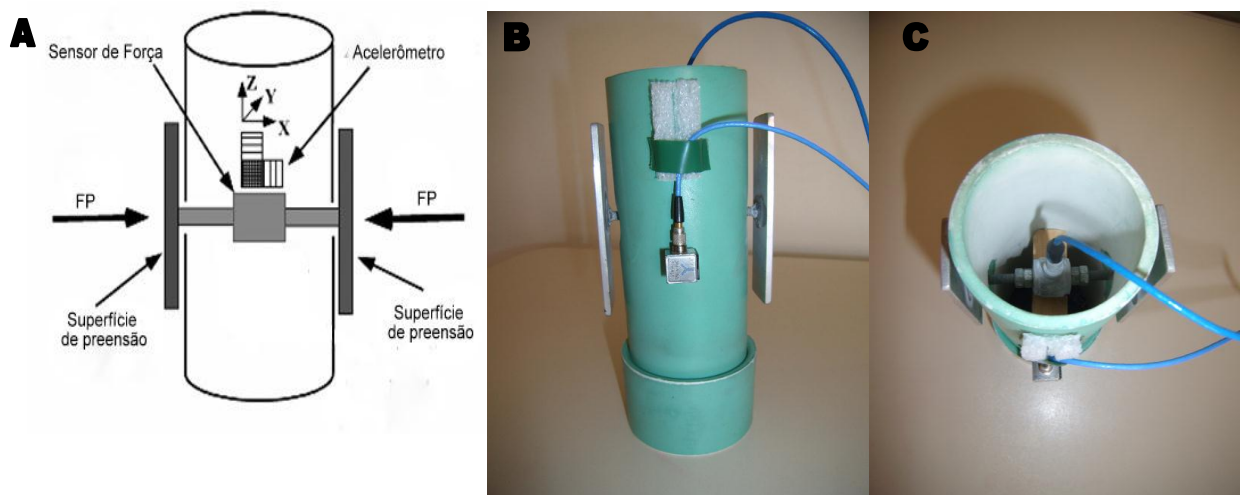 A
Sensor de Força
Acelerômetro
Z
Y
X
FP
FP
Superfície
de preensão
Superfície
de preensão
B
C